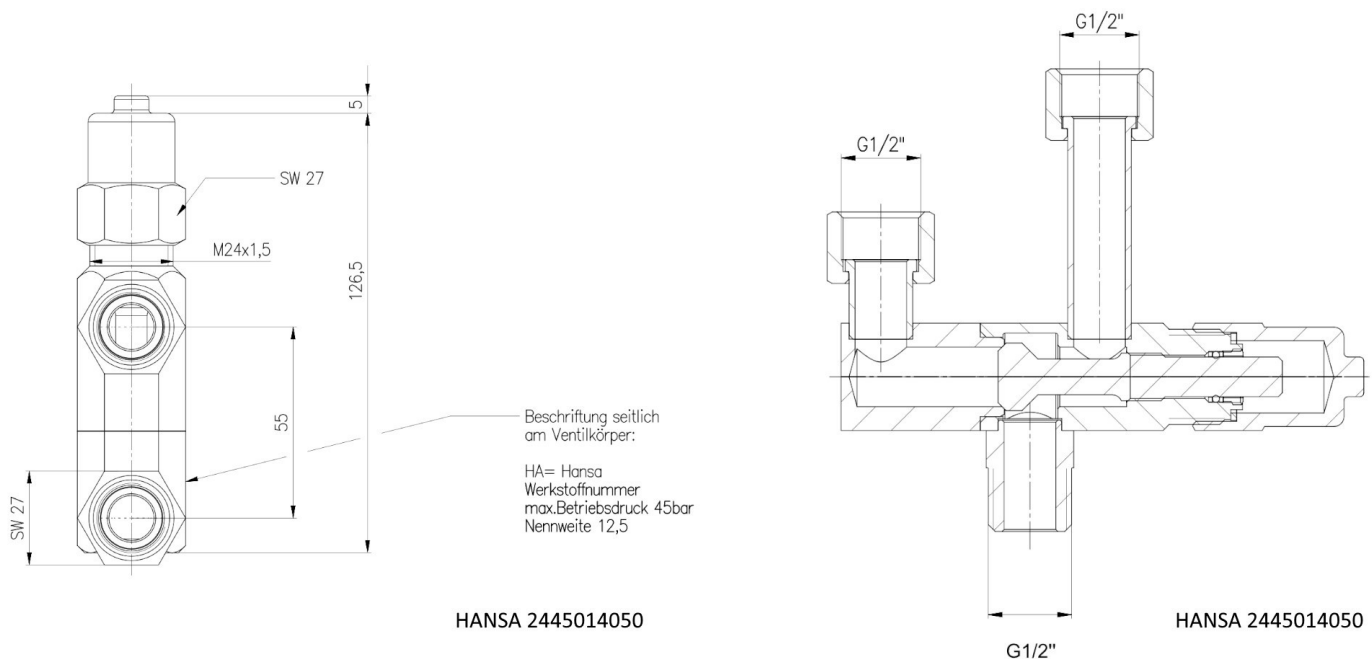 5
SW 27
M24x1,5
126,5
55
SW 27
Beschriftung seitlich
am Ventilkörper:
HA= Hansa
Werkstoffnummer
max.Betriebsdruck 45bar
Nennweite 12,5
HANSA 2445014050
G1/2"
G1/2"
HANSA 2445014050
G1/2"